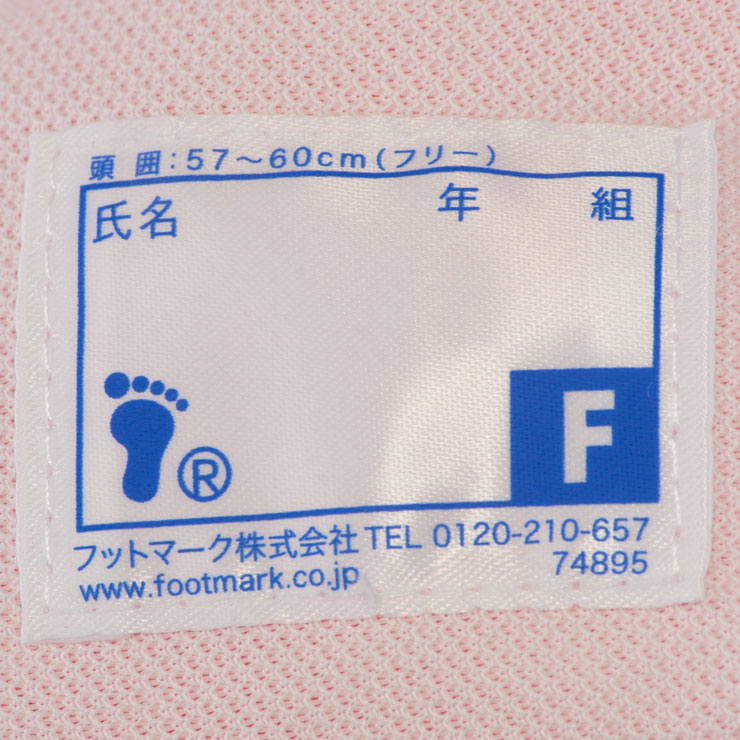 頭囲:57～60cm(フリー)
氏名 年 組
® F
フットマーク株式会社 TEL 0120-210-657
www.footmark.co.jp 74895